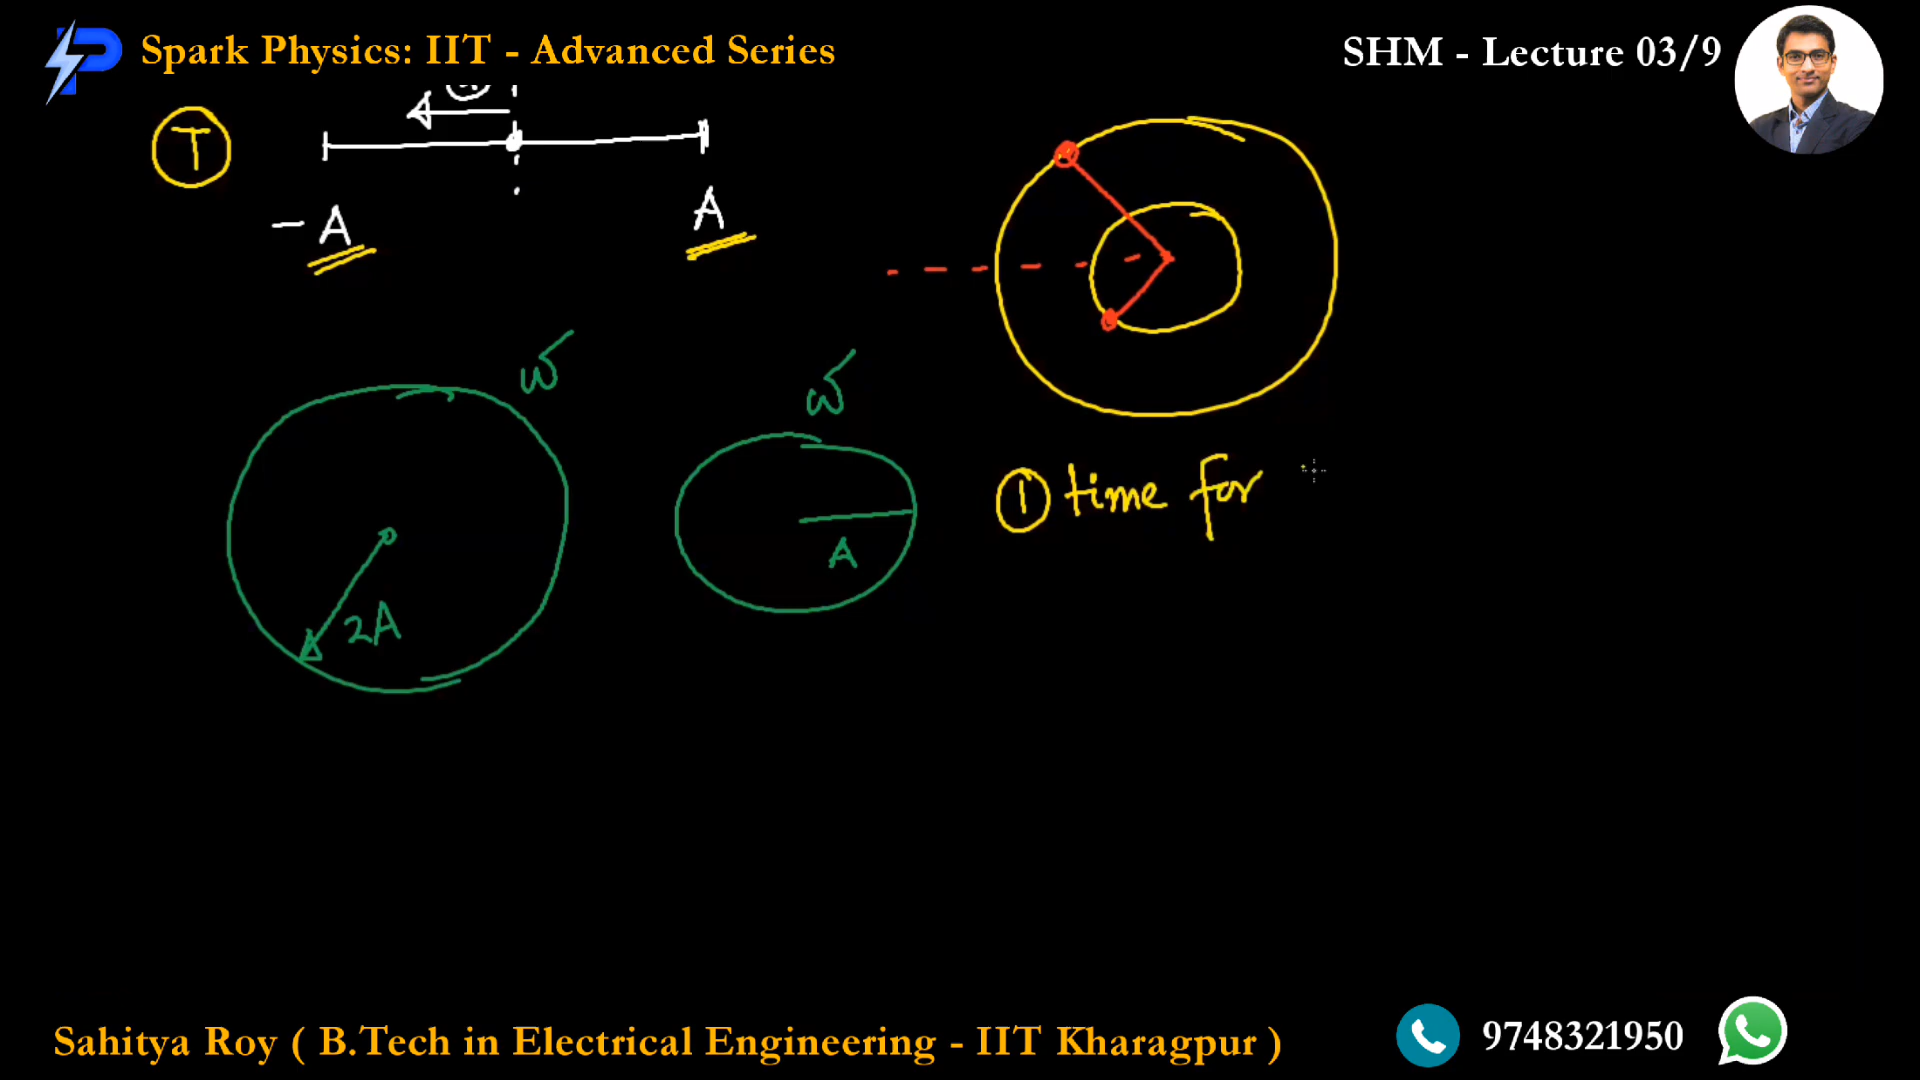 Spark Physics: IIT - Advanced Series
SHM - Lecture 03/9
T
- A
A
ω
ω
2A
A
① time for
Sahitya Roy ( B.Tech in Electrical Engineering - IIT Kharagpur )
9748321950